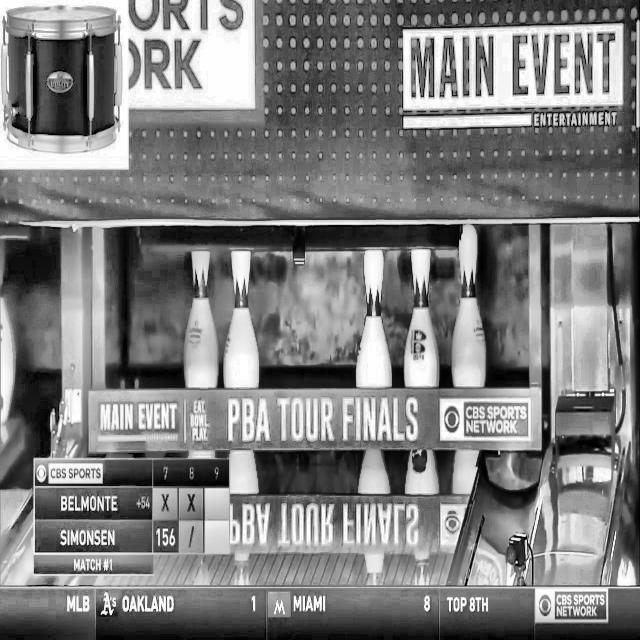 ORTS
ORK
MAIN EVENT
ENTERTAINMENT
MAIN EVENT
EAT.
BOWL.
PLAY.
PBA TOUR FINALS
CBS SPORTS
NETWORK
PBA TOUR FINALS
CBS SPORTS 7 8 9
BELMONTE +54 X X
SIMONSEN 156 /
MATCH #1
MLB A's OAKLAND 1 M MIAMI 8 TOP 8TH
CBS SPORTS
NETWORK